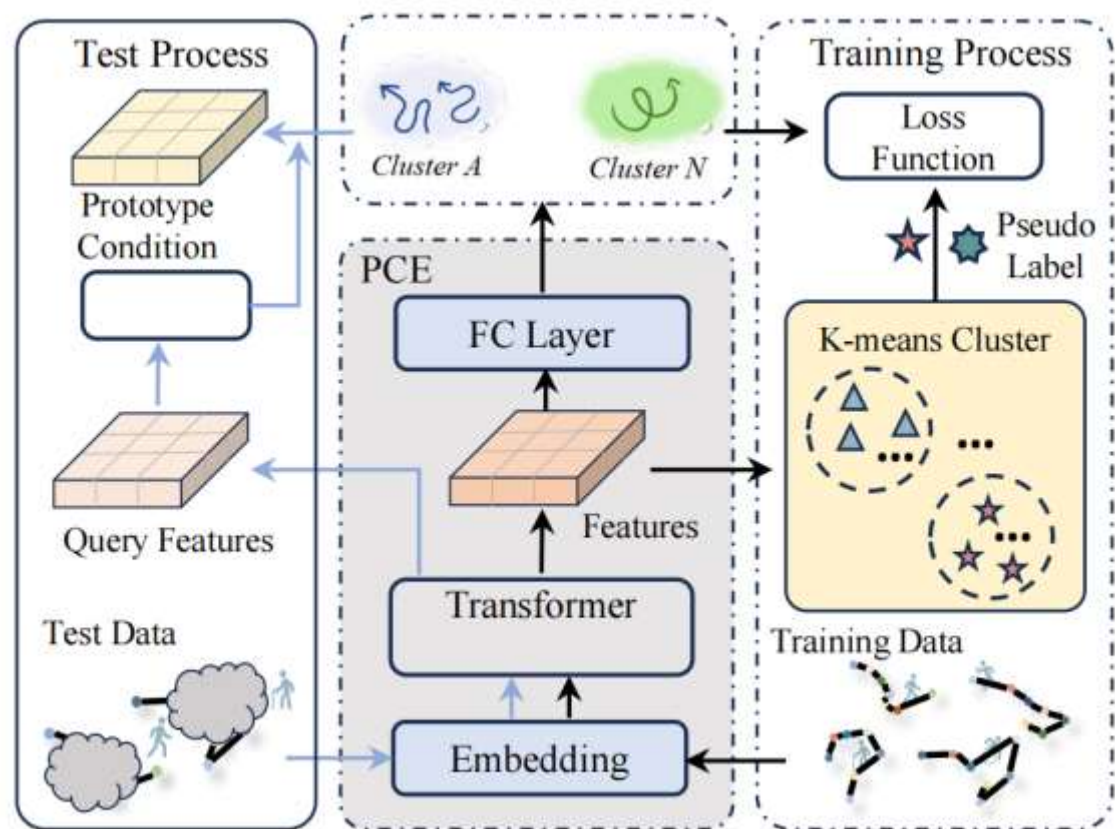 Test Process
Prototype
Condition
Query Features
Test Data
Cluster A
Cluster N
PCE
FC Layer
Features
Transformer
Embedding
Training Process
Loss
Function
Pseudo
Label
K-means Cluster
Training Data